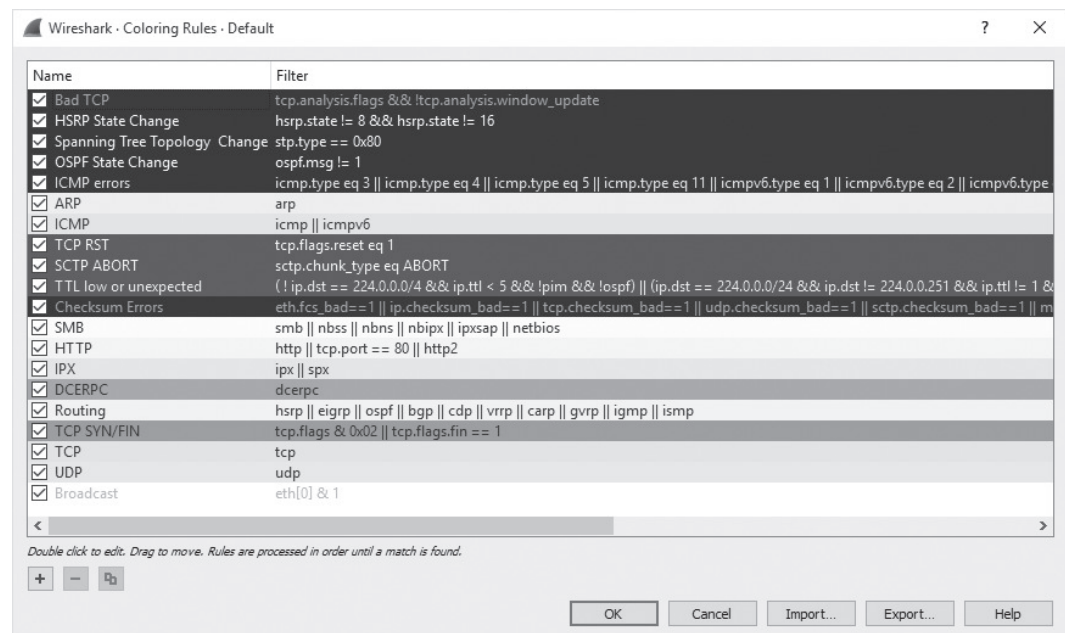 Wireshark · Coloring Rules · Default ? ×
Name Filter
Bad TCP tcp.analysis.flags && !tcp.analysis.window_update
HSRP State Change hsrp.state != 8 && hsrp.state != 16
Spanning Tree Topology Change stp.type == 0x80
OSPF State Change ospf.msg != 1
ICMP errors icmp.type eq 3 || icmp.type eq 4 || icmp.type eq 5 || icmp.type eq 11 || icmpv6.type eq 1 || icmpv6.type eq 2 || icmpv6.type
ARP arp
ICMP icmp || icmpv6
TCP RST tcp.flags.reset eq 1
SCTP ABORT sctp.chunk_type eq ABORT
TTL low or unexpected ( ! ip.dst == 224.0.0.0/4 && ip.ttl < 5 && !pim && !ospf) || (ip.dst == 224.0.0.0/24 && ip.dst != 224.0.0.251 && ip.ttl != 1 &
Checksum Errors eth.fcs_bad==1 || ip.checksum_bad==1 || tcp.checksum_bad==1 || udp.checksum_bad==1 || sctp.checksum_bad==1 || m
SMB smb || nbss || nbns || nbipx || ipxsap || netbios
HTTP http || tcp.port == 80 || http2
IPX ipx || spx
DCERPC dcerpc
Routing hsrp || eigrp || ospf || bgp || cdp || vrrp || carp || gvrp || igmp || ismp
TCP SYN/FIN tcp.flags & 0x02 || tcp.flags.fin == 1
TCP tcp
UDP udp
Broadcast eth[0] & 1
Double click to edit. Drag to move. Rules are processed in order until a match is found.
OK Cancel Import... Export... Help